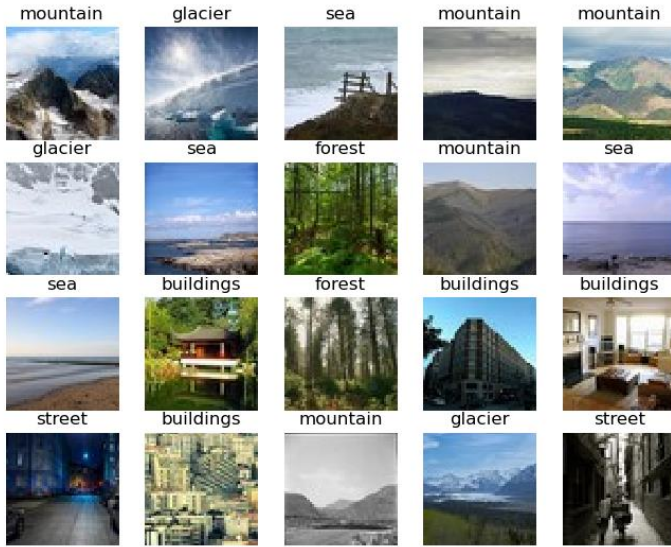 mountain glacier sea mountain mountain
glacier sea forest mountain sea
sea buildings forest buildings buildings
street buildings mountain glacier street